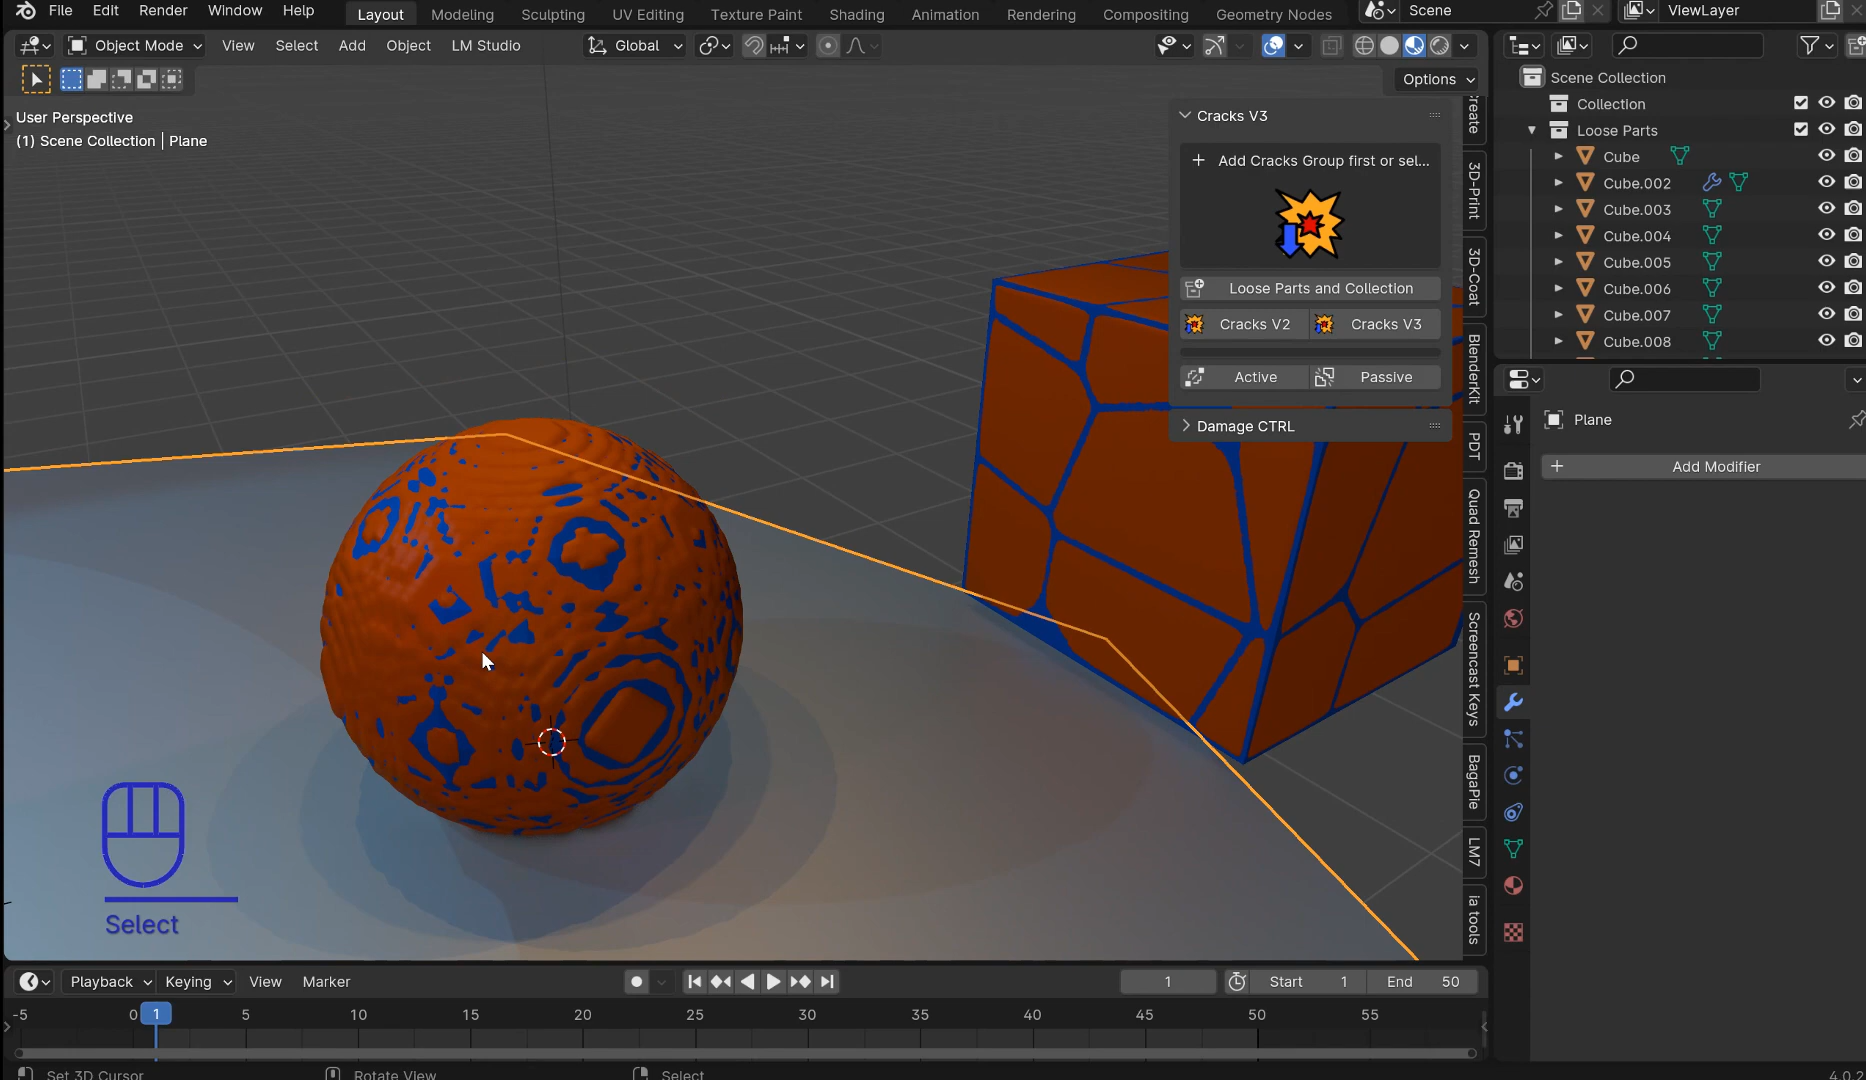 File Edit Render Window Help Layout Modeling Sculpting UV Editing Texture Paint Shading Animation Rendering Compositing Geometry Nodes Scene ViewLayer
Object Mode View Select Add Object LM Studio Global
Options
User Perspective
(1) Scene Collection | Plane
Cracks V3
Add Cracks Group first or sel...
Loose Parts and Collection
Cracks V2 Cracks V3
Active Passive
Damage CTRL
3D-Print
3D-Coat
BlenderKit
PDT
Quad Remesh
Screencast Keys
BagaPie
LM7
ia tools
Scene Collection
Collection
Loose Parts
Cube
Cube.002
Cube.003
Cube.004
Cube.005
Cube.006
Cube.007
Cube.008
Plane
Add Modifier
Select
Playback Keying View Marker 1 Start 1 End 50
-5 0 1 5 10 15 20 25 30 35 40 45 50 55
Set 3D Cursor Rotate View Select 4.0.2